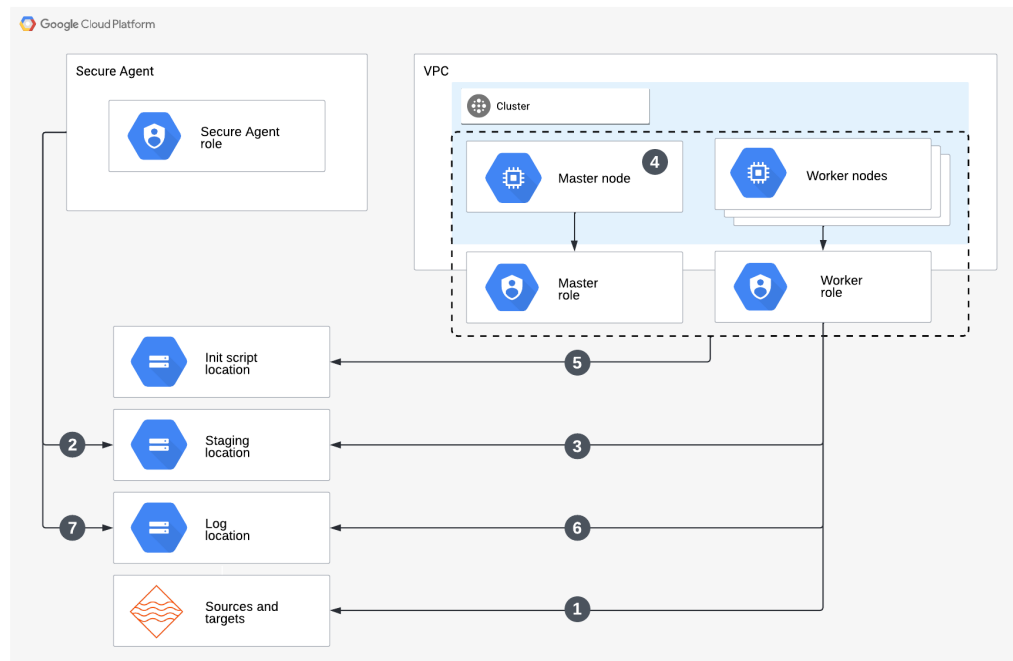 Google Cloud Platform
Secure Agent
Secure Agent
role
VPC
Cluster
Master node
4
Worker nodes
Master
role
Worker
role
Init script
location
5
Staging
location
2
3
Log
location
7
6
Sources and
targets
1